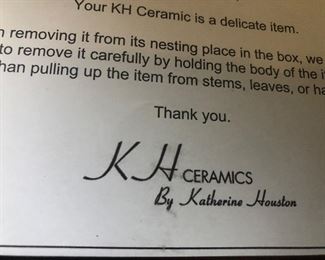 Your KH Ceramic is a delicate item.
removing it from its nesting place in the box, we
to remove it carefully by holding the body of the
than pulling up the item from stems, leaves, or
Thank you.
KH CERAMICS
By Katherine Houston